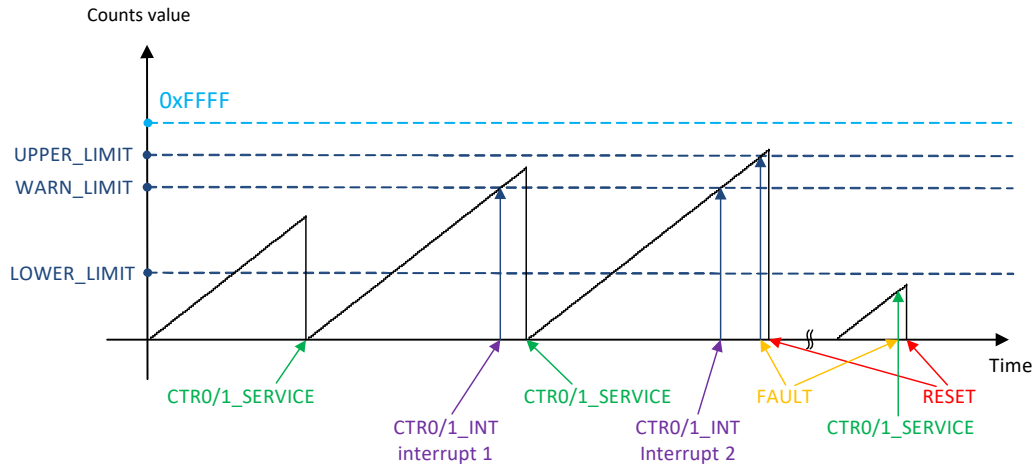 Counts value
0xFFFF
UPPER_LIMIT
WARN_LIMIT
LOWER_LIMIT
Time
CTR0/1_SERVICE
CTR0/1_INT
interrupt 1
CTR0/1_SERVICE
CTR0/1_INT
Interrupt 2
FAULT
RESET
CTR0/1_SERVICE